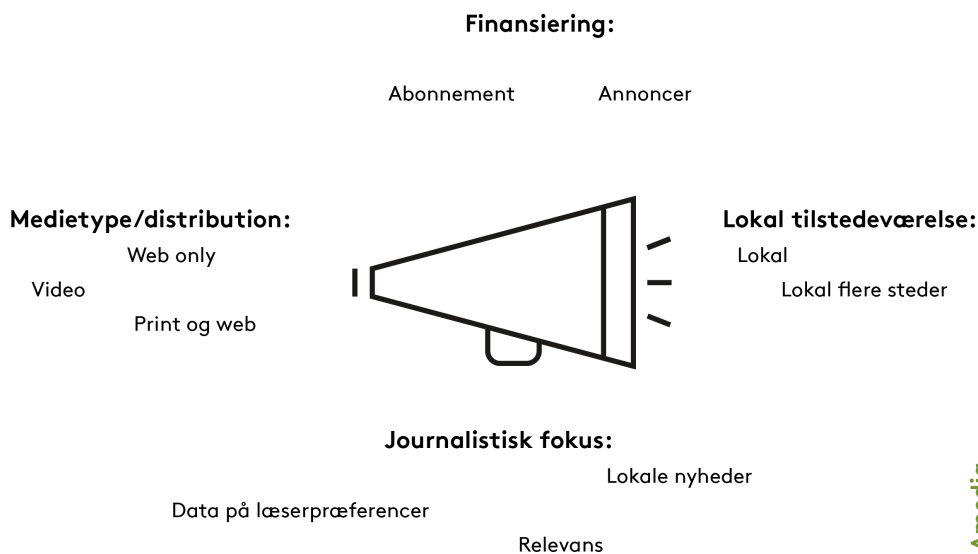 Finansiering:
Abonnement Annoncer
Medietype/distribution:
Web only
Video
Print og web
Lokal tilstedeværelse:
Lokal
Lokal flere steder
Journalistisk fokus:
Lokale nyheder
Data på læserpræferencer
Relevans